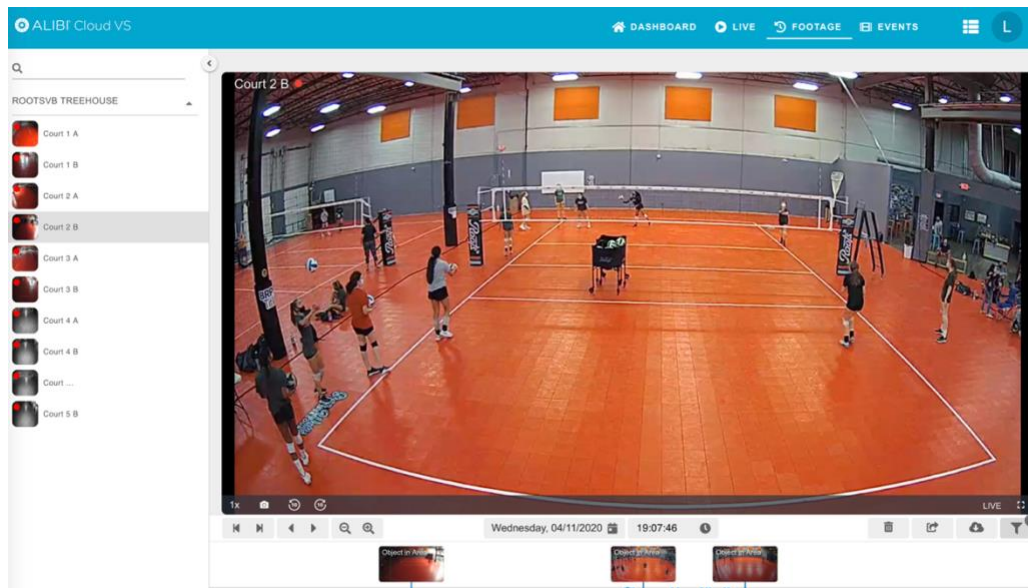 ALIBI Cloud VS
DASHBOARD
LIVE
FOOTAGE
EVENTS
L
ROOTSVB TREEHOUSE
Court 1 A
Court 1 B
Court 2 A
Court 2 B
Court 3 A
Court 3 B
Court 4 A
Court 4 B
Court ...
Court 5 B
Court 2 B
1x
10
10
LIVE
Wednesday, 04/11/2020
19:07:46
Object in Area
Object in Area
Object in Area